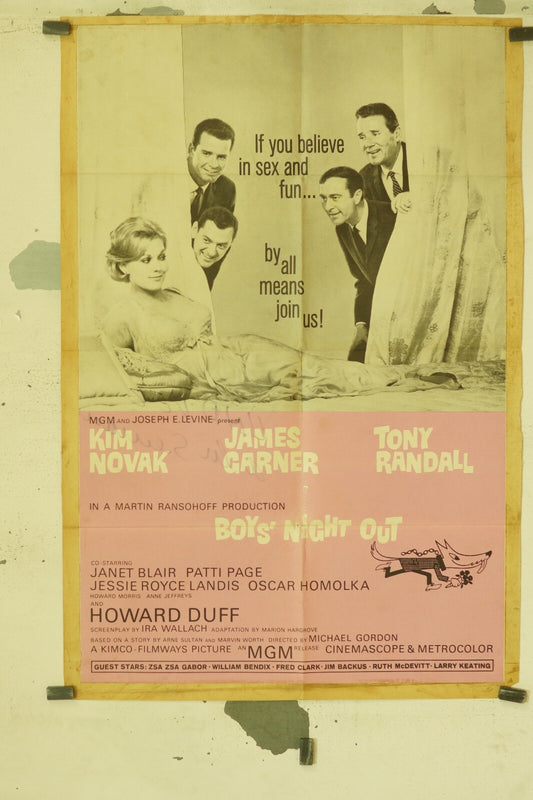 If you believe
in sex and
fun...
by all
means
join us!
MGM AND JOSEPH E. LEVINE present
KIM NOVAK
JAMES GARNER
TONY RANDALL
IN A MARTIN RANSOHOFF PRODUCTION
BOYS' NIGHT OUT
CO-STARRING
JANET BLAIR PATTI PAGE
JESSIE ROYCE LANDIS OSCAR HOMOLKA
HOWARD MORRIS ANNE JEFFREYS
AND
HOWARD DUFF
SCREENPLAY BY IRA WALLACH ADAPTATION BY MARION HARGROVE
BASED ON A STORY BY ARNE SULTAN AND MARVIN WORTH DIRECTED BY MICHAEL GORDON
A KIMCO-FILMWAYS PICTURE AN MGM RELEASE CINEMASCOPE & METROCOLOR
GUEST STARS: ZSA ZSA GABOR · WILLIAM BENDIX · FRED CLARK · JIM BACKUS · RUTH McDEVITT · LARRY KEATING